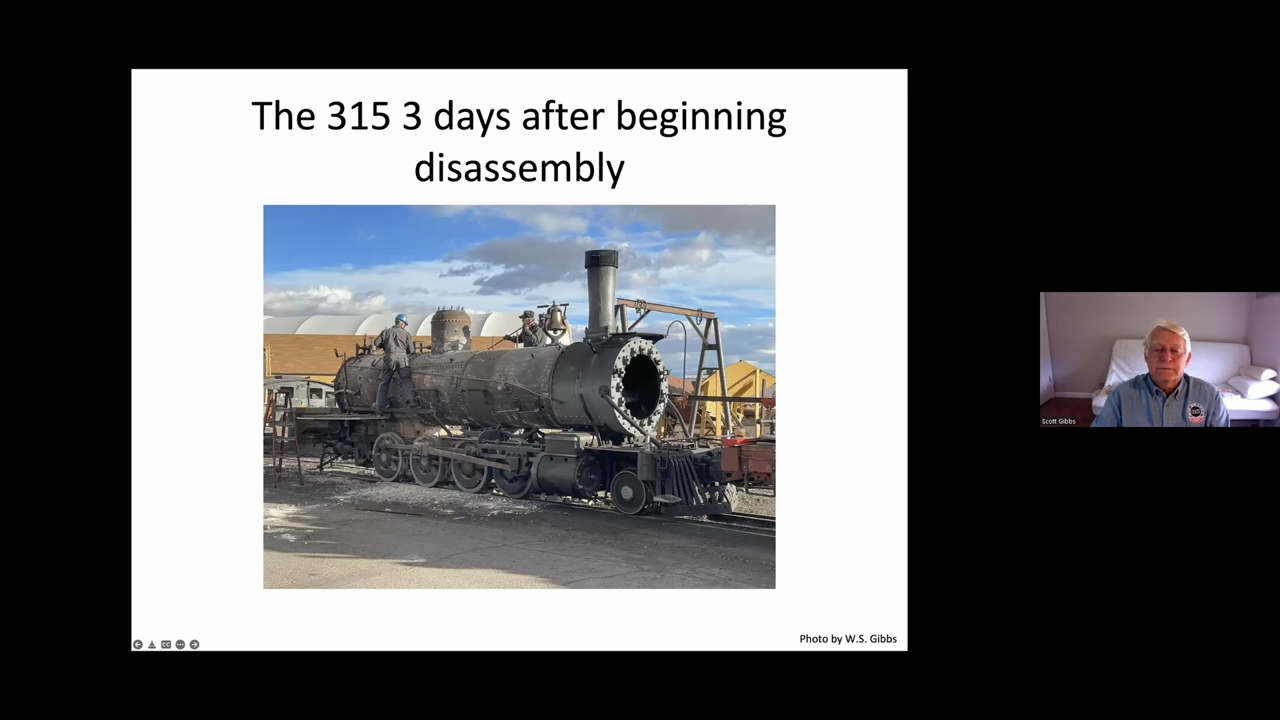 The 315 3 days after beginning
disassembly
Photo by W.S. Gibbs
Scott Gibbs